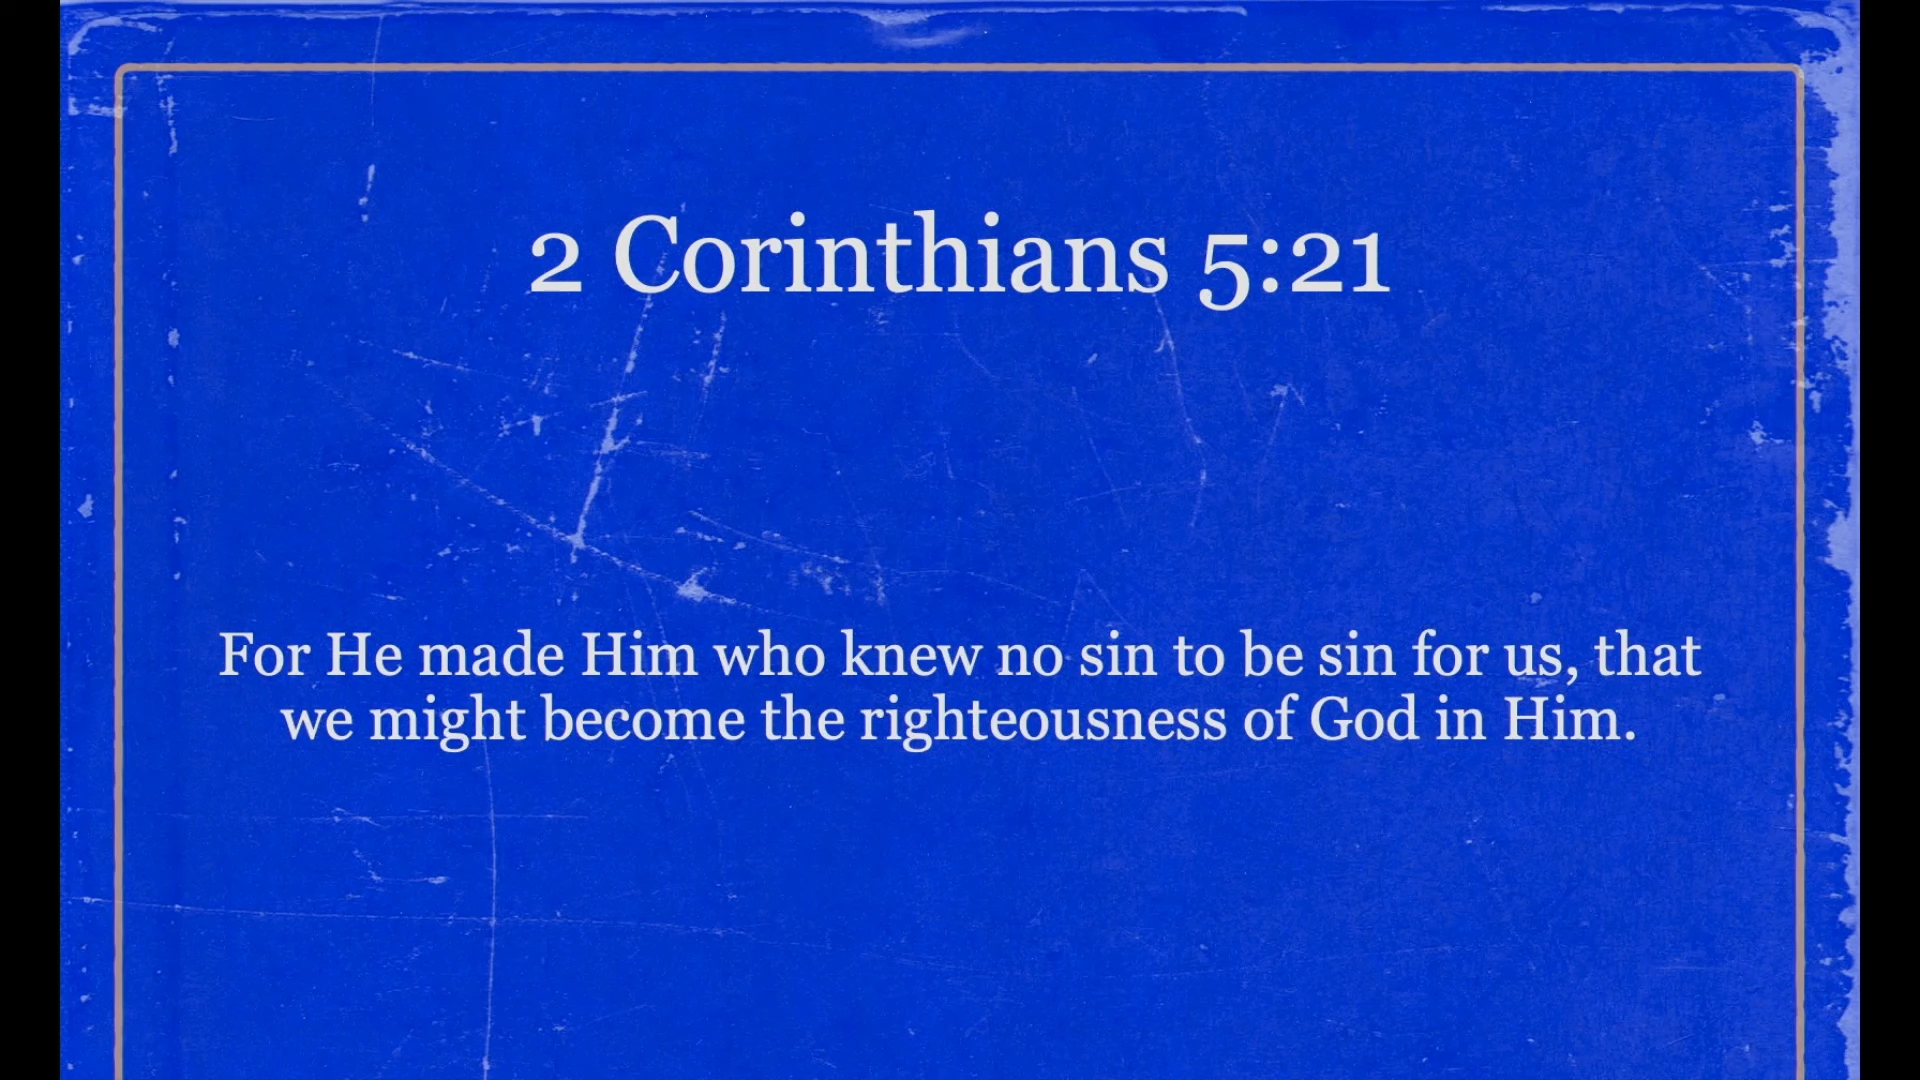 2 Corinthians 5:21
For He made Him who knew no sin to be sin for us, that
we might become the righteousness of God in Him.